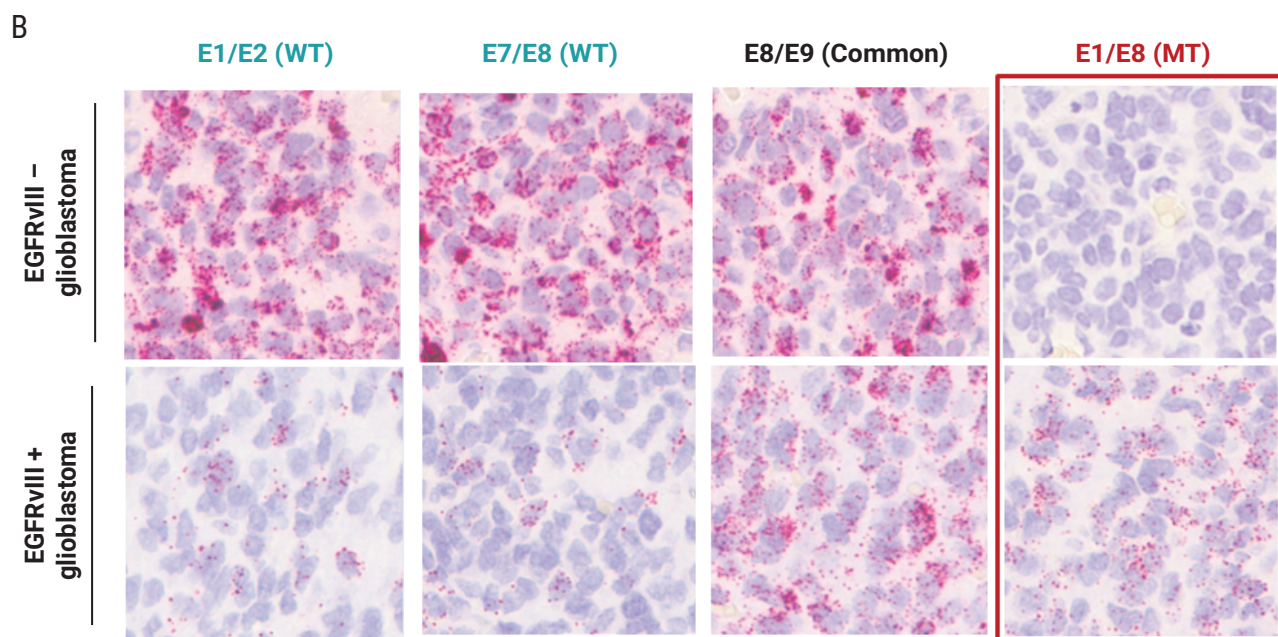 B
E1/E2 (WT)
E7/E8 (WT)
E8/E9 (Common)
E1/E8 (MT)
EGFRvIII –
glioblastoma
EGFRvIII +
glioblastoma